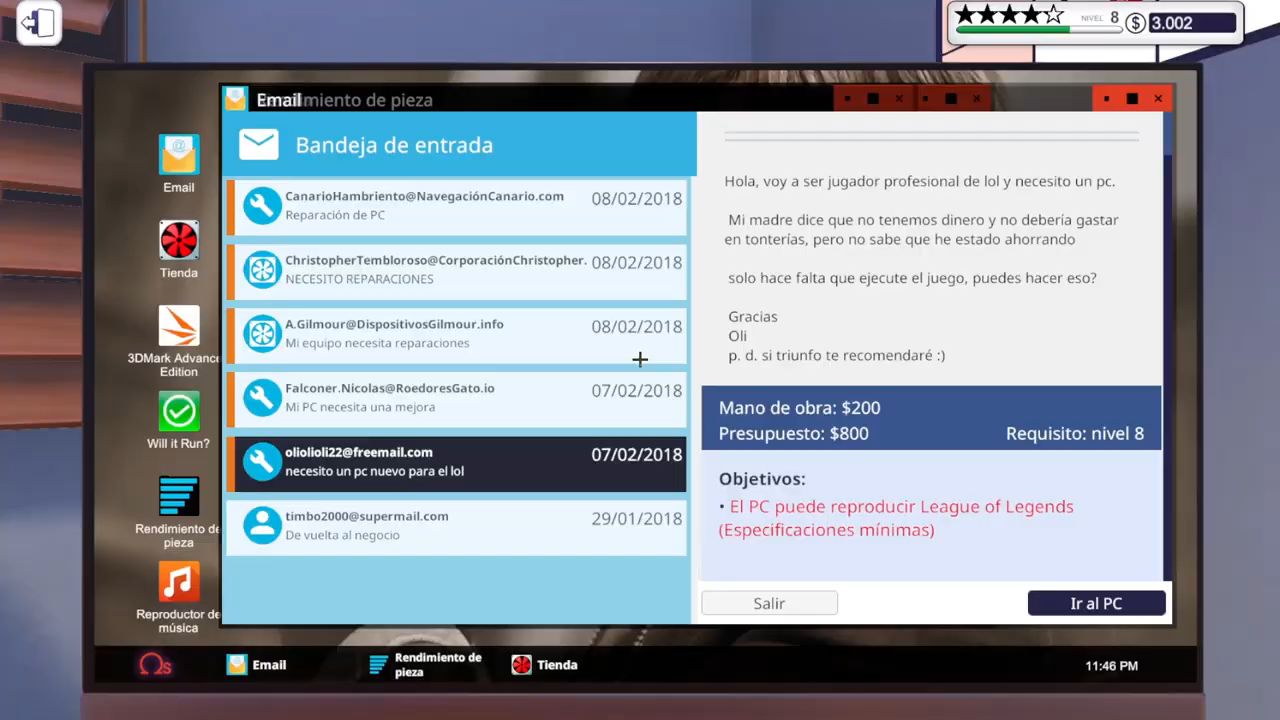 NIVEL 8
$ 3.002
Email
Rendimiento de pieza
Bandeja de entrada
Email
Tienda
3DMark Advance
Edition
Will it Run?
Rendimiento de
pieza
Reproductor de
música
CanarioHambriento@NavegaciónCanario.com 08/02/2018
Reparación de PC
ChristopherTembloroso@CorporaciónChristopher. 08/02/2018
NECESITO REPARACIONES
A.Gilmour@DispositivosGilmour.info 08/02/2018
Mi equipo necesita reparaciones
Falconer.Nicolas@RoedoresGato.io 07/02/2018
Mi PC necesita una mejora
oliolioli22@freemail.com 07/02/2018
necesito un pc nuevo para el lol
timbo2000@supermail.com 29/01/2018
De vuelta al negocio
Hola, voy a ser jugador profesional de lol y necesito un pc.
Mi madre dice que no tenemos dinero y no debería gastar
en tonterías, pero no sabe que he estado ahorrando
solo hace falta que ejecute el juego, puedes hacer eso?
Gracias
Oli
p. d. si triunfo te recomendaré :)
Mano de obra: $200
Presupuesto: $800 Requisito: nivel 8
Objetivos:
• El PC puede reproducir League of Legends
(Especificaciones mínimas)
Salir
Ir al PC
Ωs
Email
Rendimiento de
pieza
Tienda
11:46 PM